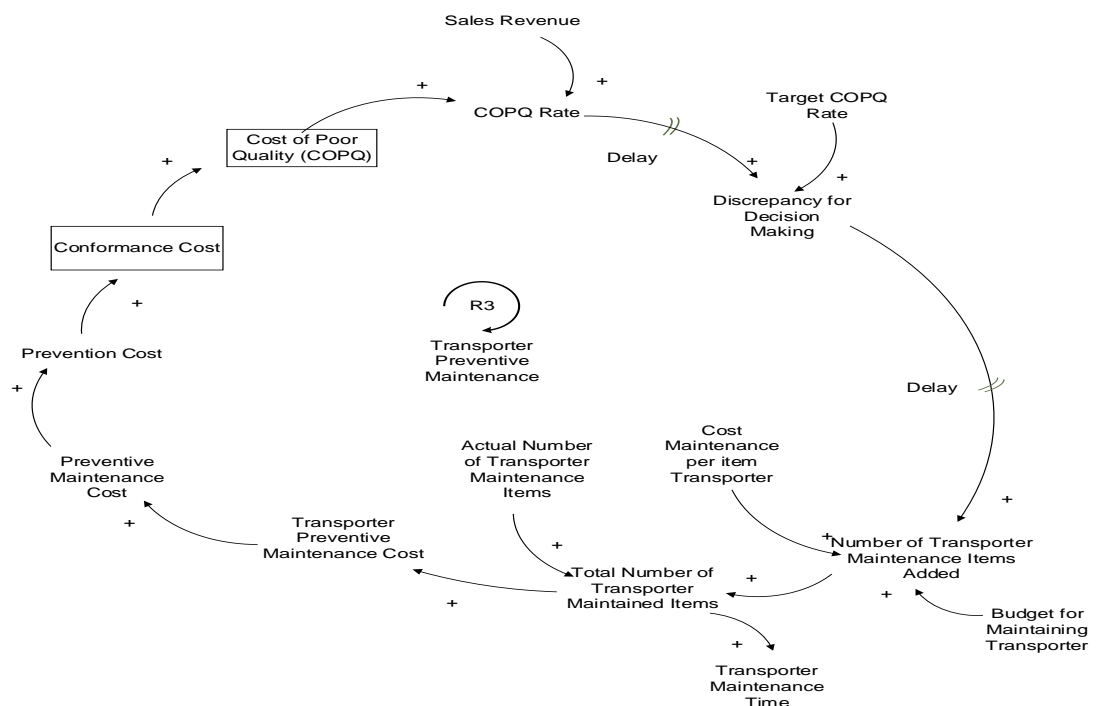 Sales Revenue
+
+
COPQ Rate
Target COPQ
Rate
Cost of Poor
Quality (COPQ)
+
Delay
+
+
Discrepancy for
Decision
Making
Conformance Cost
+
R3
Transporter
Preventive
Maintenance
Prevention Cost
+
Delay
Cost
Maintenance
per item
Transporter
Actual Number
of Transporter
Maintenance
Items
Preventive
Maintenance
Cost
+
+
Transporter
Preventive
Maintenance Cost
+
+
Number of Transporter
Maintenance Items
Added
Total Number of
Transporter
Maintained Items
+
+
+
Budget for
Maintaining
Transporter
+
Transporter
Maintenance
Time